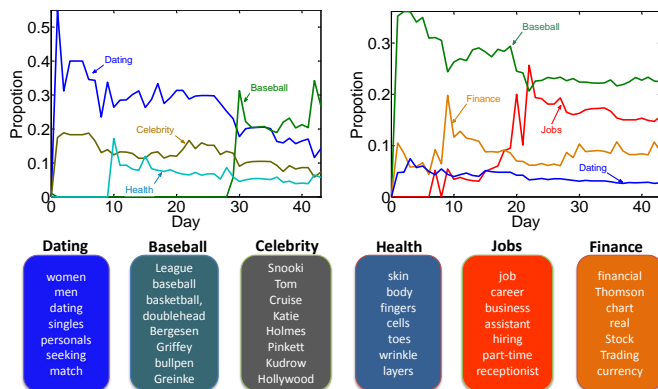 Propotion
0.5
0.4
0.3
0.2
0.1
0
0
10
20
30
40
Day
Dating
Baseball
Celebrity
Health
Propotion
0.3
0.2
0.1
0
0
10
20
30
40
Day
Baseball
Finance
Jobs
Dating
Dating
women
men
dating
singles
personals
seeking
match
Baseball
League
baseball
basketball,
doublehead
Bergesen
Griffey
bullpen
Greinke
Celebrity
Snooki
Tom
Cruise
Katie
Holmes
Pinkett
Kudrow
Hollywood
Health
skin
body
fingers
cells
toes
wrinkle
layers
Jobs
job
career
business
assistant
hiring
part-time
receptionist
Finance
financial
Thomson
chart
real
Stock
Trading
currency